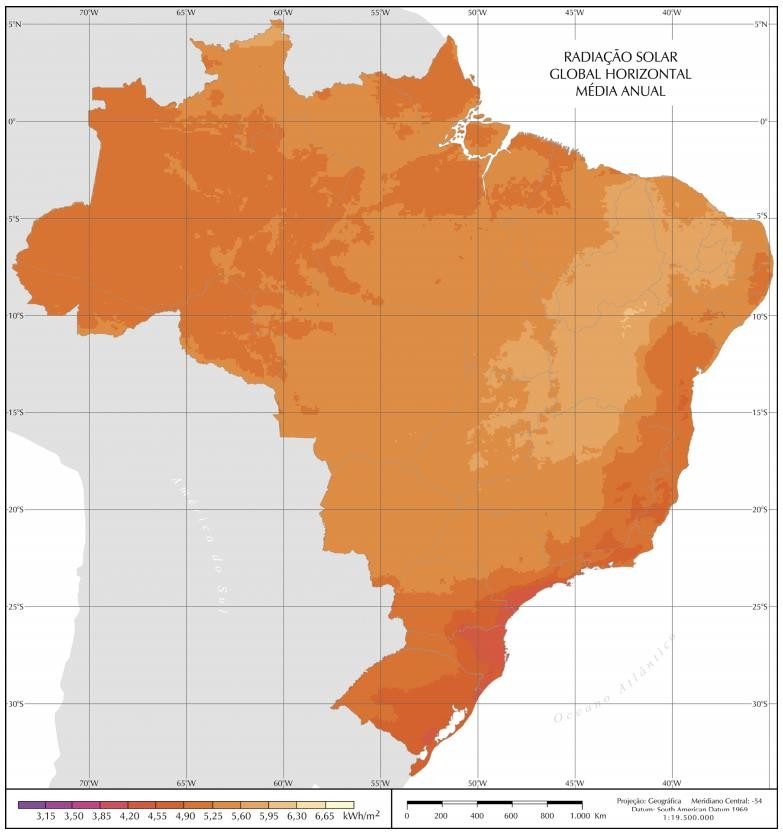 70°W 65°W 60°W 55°W 50°W 45°W 40°W
5°N 5°N
RADIAÇÃO SOLAR
GLOBAL HORIZONTAL
MÉDIA ANUAL
0° 0°
5°S 5°S
10°S 10°S
15°S 15°S
América do Sul
20°S 20°S
25°S 25°S
Oceano Atlântico
30°S 30°S
70°W 65°W 60°W 55°W 50°W 45°W 40°W
3,15 3,50 3,85 4,20 4,55 4,90 5,25 5,60 5,95 6,30 6,65 kWh/m²
0 200 400 600 800 1.000 Km
Projeção: Geográfica Meridiano Central: -54
Datum: South American Datum 1969
1:19.500.000